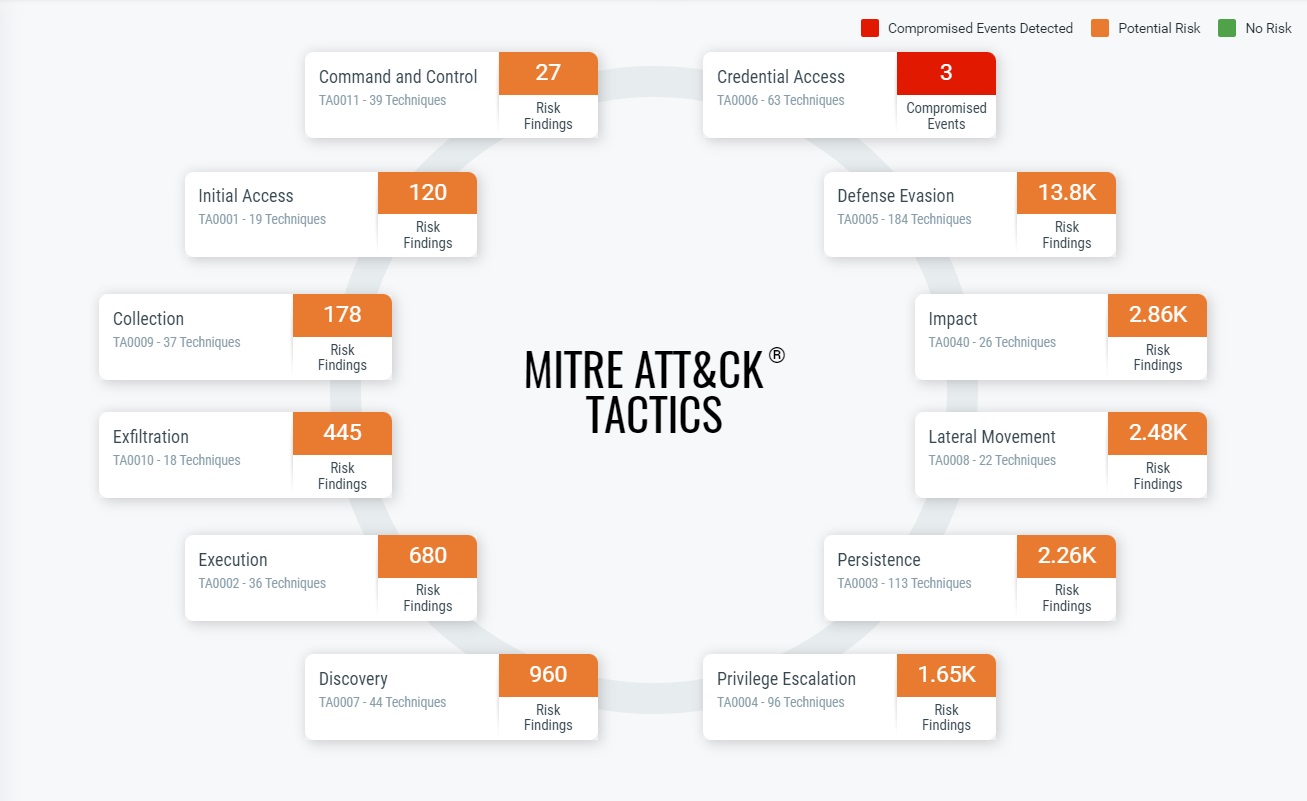 Compromised Events Detected
Potential Risk
No Risk
Command and Control
TA0011 - 39 Techniques
27
Risk
Findings
Credential Access
TA0006 - 63 Techniques
3
Compromised
Events
Initial Access
TA0001 - 19 Techniques
120
Risk
Findings
Defense Evasion
TA0005 - 184 Techniques
13.8K
Risk
Findings
Collection
TA0009 - 37 Techniques
178
Risk
Findings
Impact
TA0040 - 26 Techniques
2.86K
Risk
Findings
MITRE ATT&CK®
TACTICS
Exfiltration
TA0010 - 18 Techniques
445
Risk
Findings
Lateral Movement
TA0008 - 22 Techniques
2.48K
Risk
Findings
Execution
TA0002 - 36 Techniques
680
Risk
Findings
Persistence
TA0003 - 113 Techniques
2.26K
Risk
Findings
Discovery
TA0007 - 44 Techniques
960
Risk
Findings
Privilege Escalation
TA0004 - 96 Techniques
1.65K
Risk
Findings